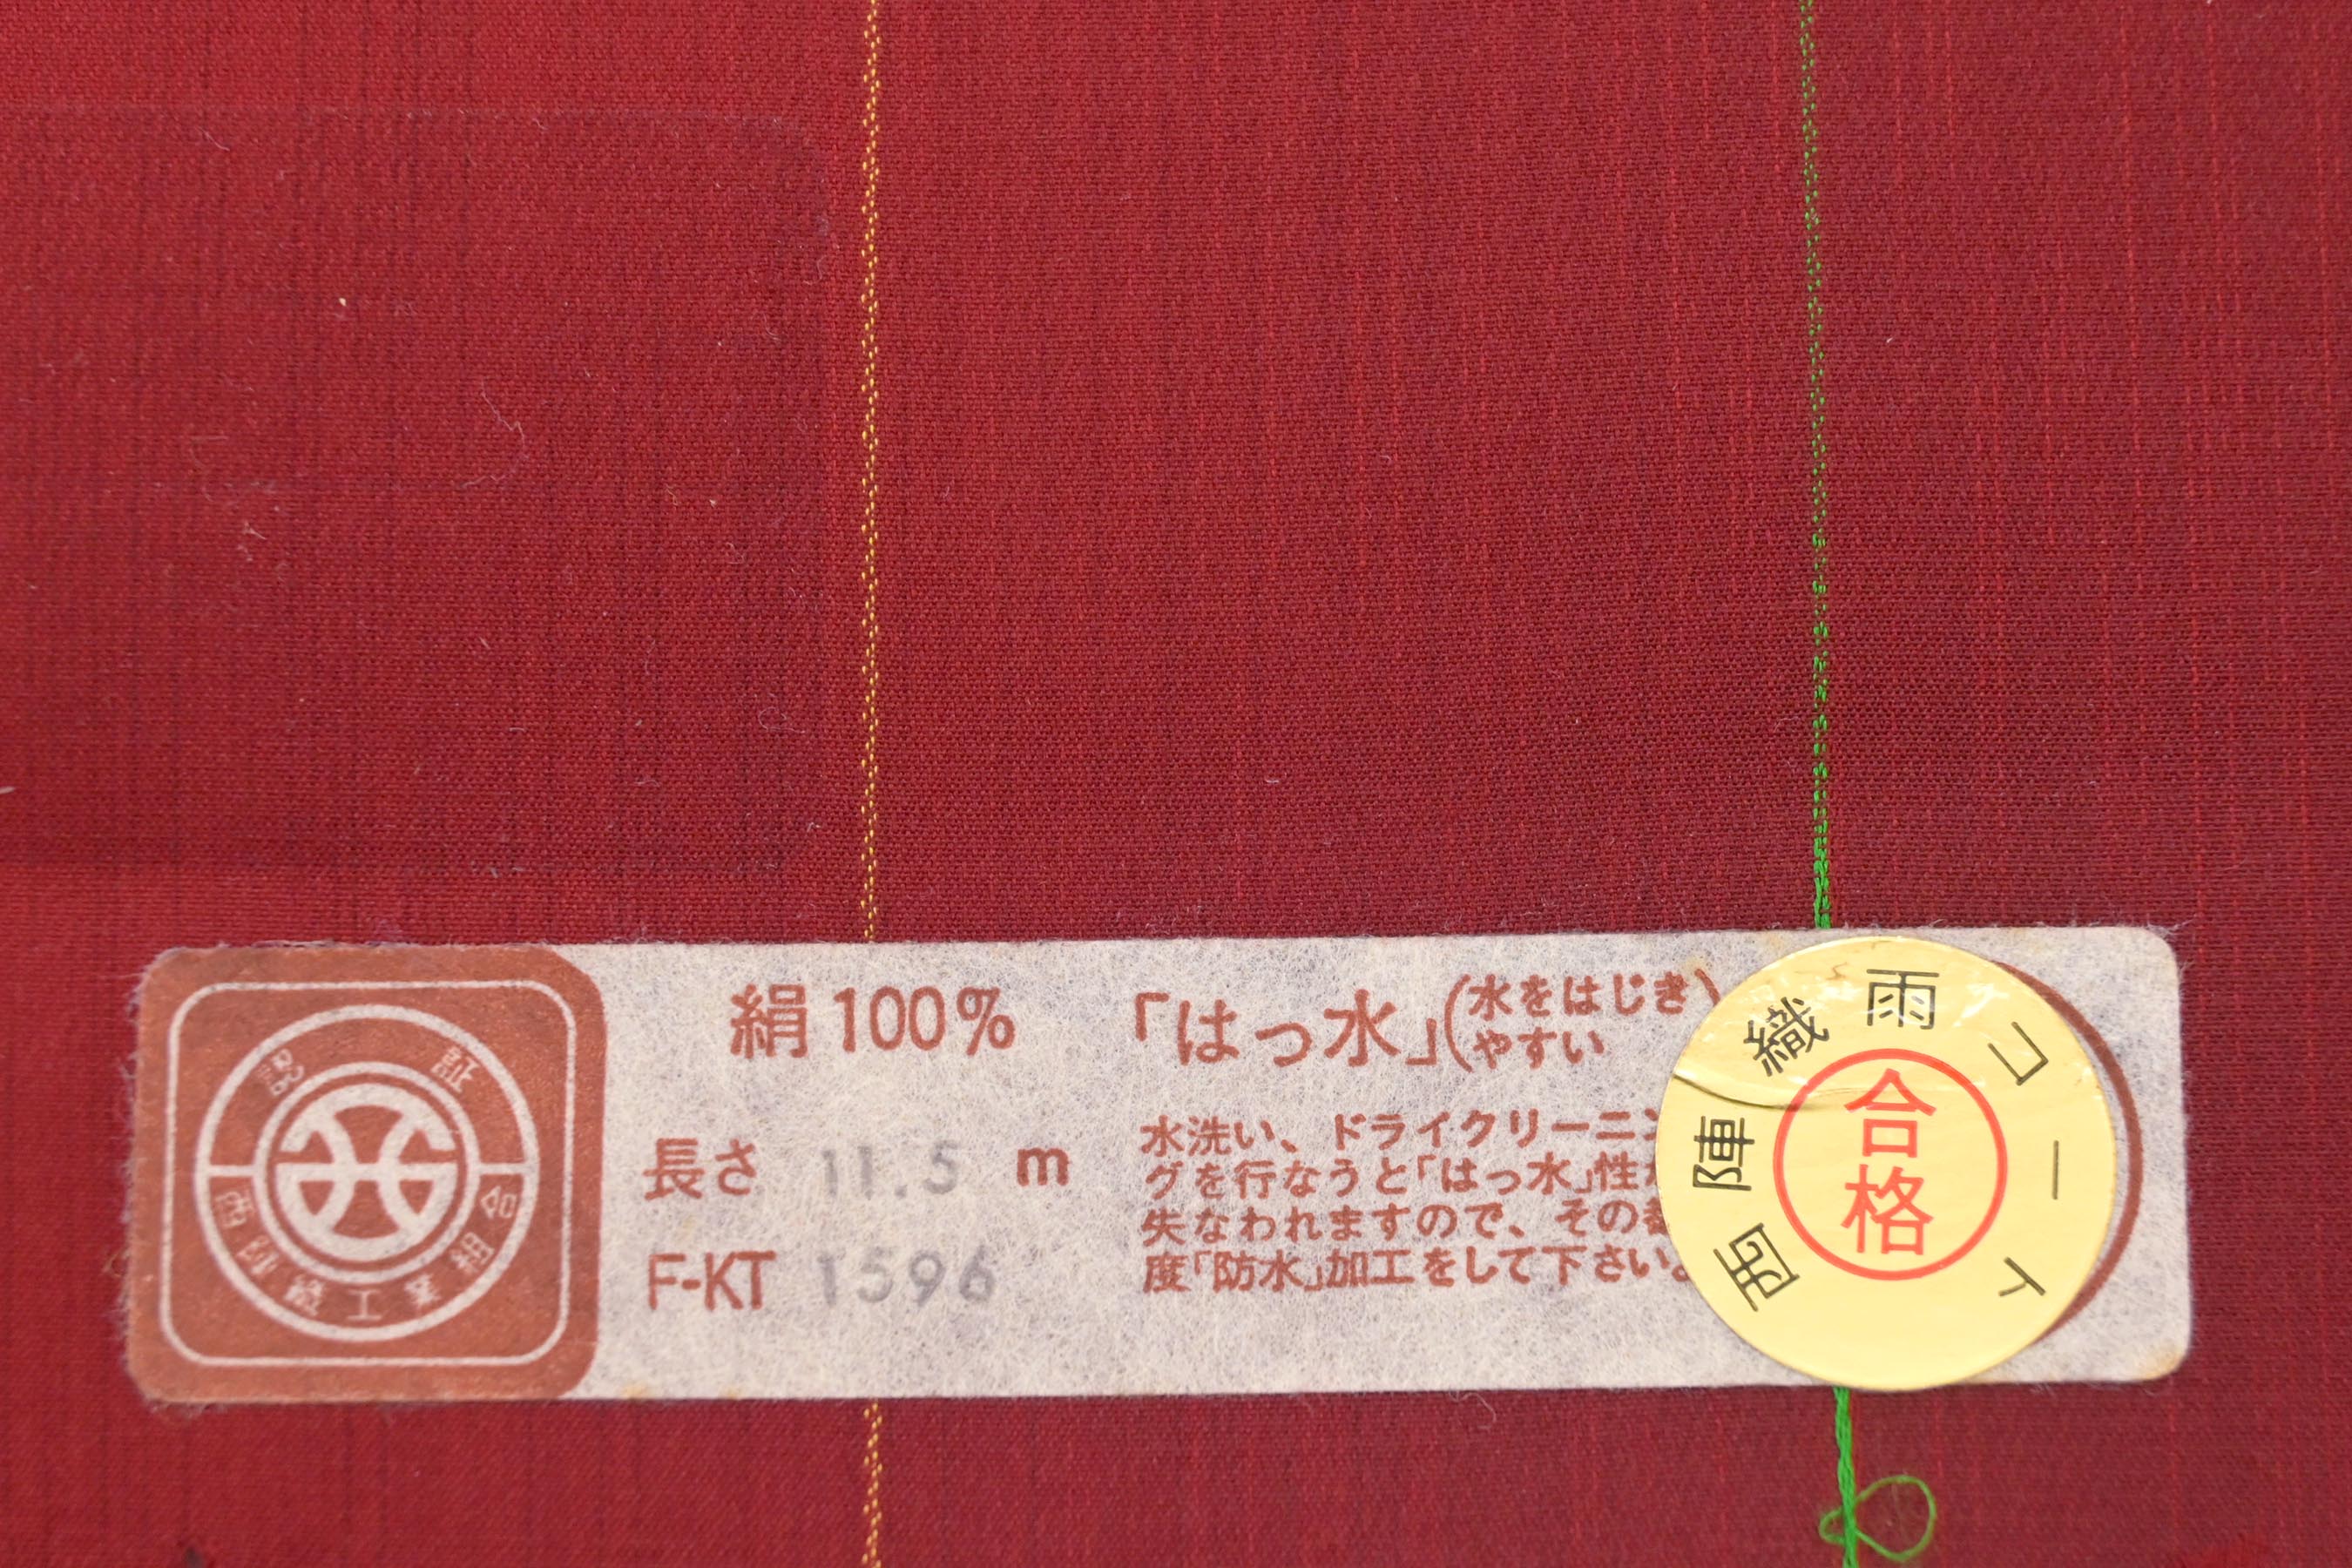 認証
西陣織工業組合
絹100%
長さ 11.5 m
F-KT 1596
「はっ水」(水をはじき
やすい
水洗い、ドライクリーニン
グを行なうと「はっ水」性
失なわれますので、その
度「防水」加工をして下さい。
西陣織雨コート
合格